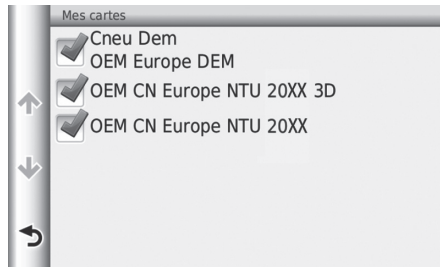 Mes cartes
Cneu Dem
OEM Europe DEM
OEM CN Europe NTU 20XX 3D
OEM CN Europe NTU 20XX